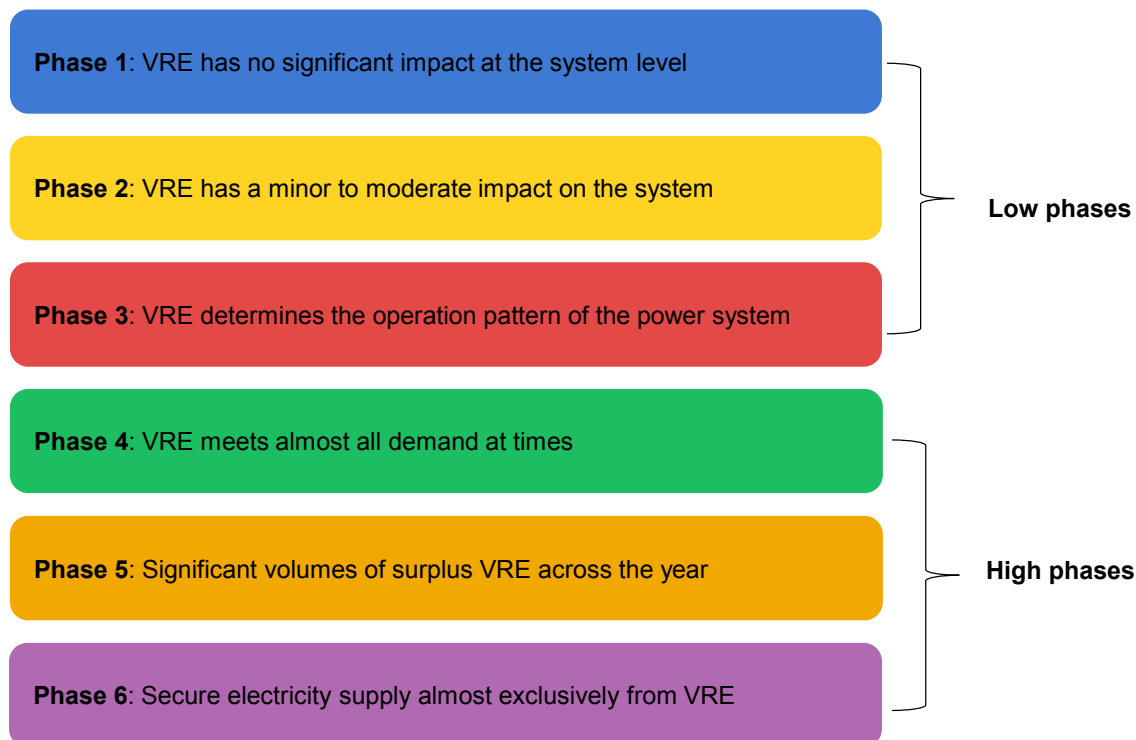 Phase 1: VRE has no significant impact at the system level
Phase 2: VRE has a minor to moderate impact on the system
Low phases
Phase 3: VRE determines the operation pattern of the power system
Phase 4: VRE meets almost all demand at times
Phase 5: Significant volumes of surplus VRE across the year
High phases
Phase 6: Secure electricity supply almost exclusively from VRE